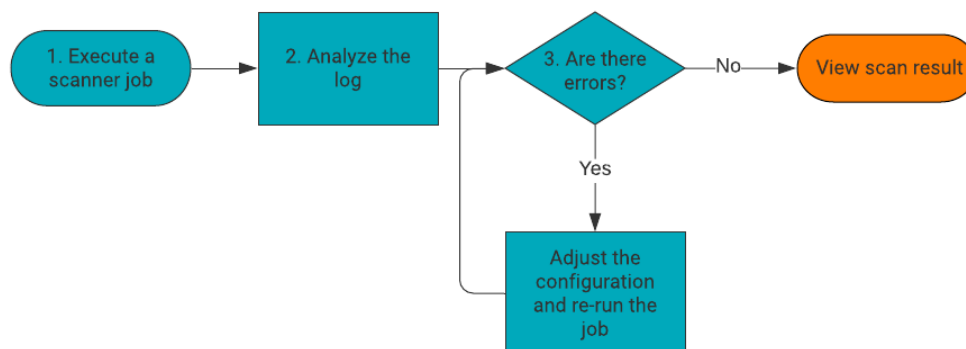 1. Execute a
scanner job
2. Analyze the
log
3. Are there
errors?
No
View scan result
Yes
Adjust the
configuration
and re-run the
job